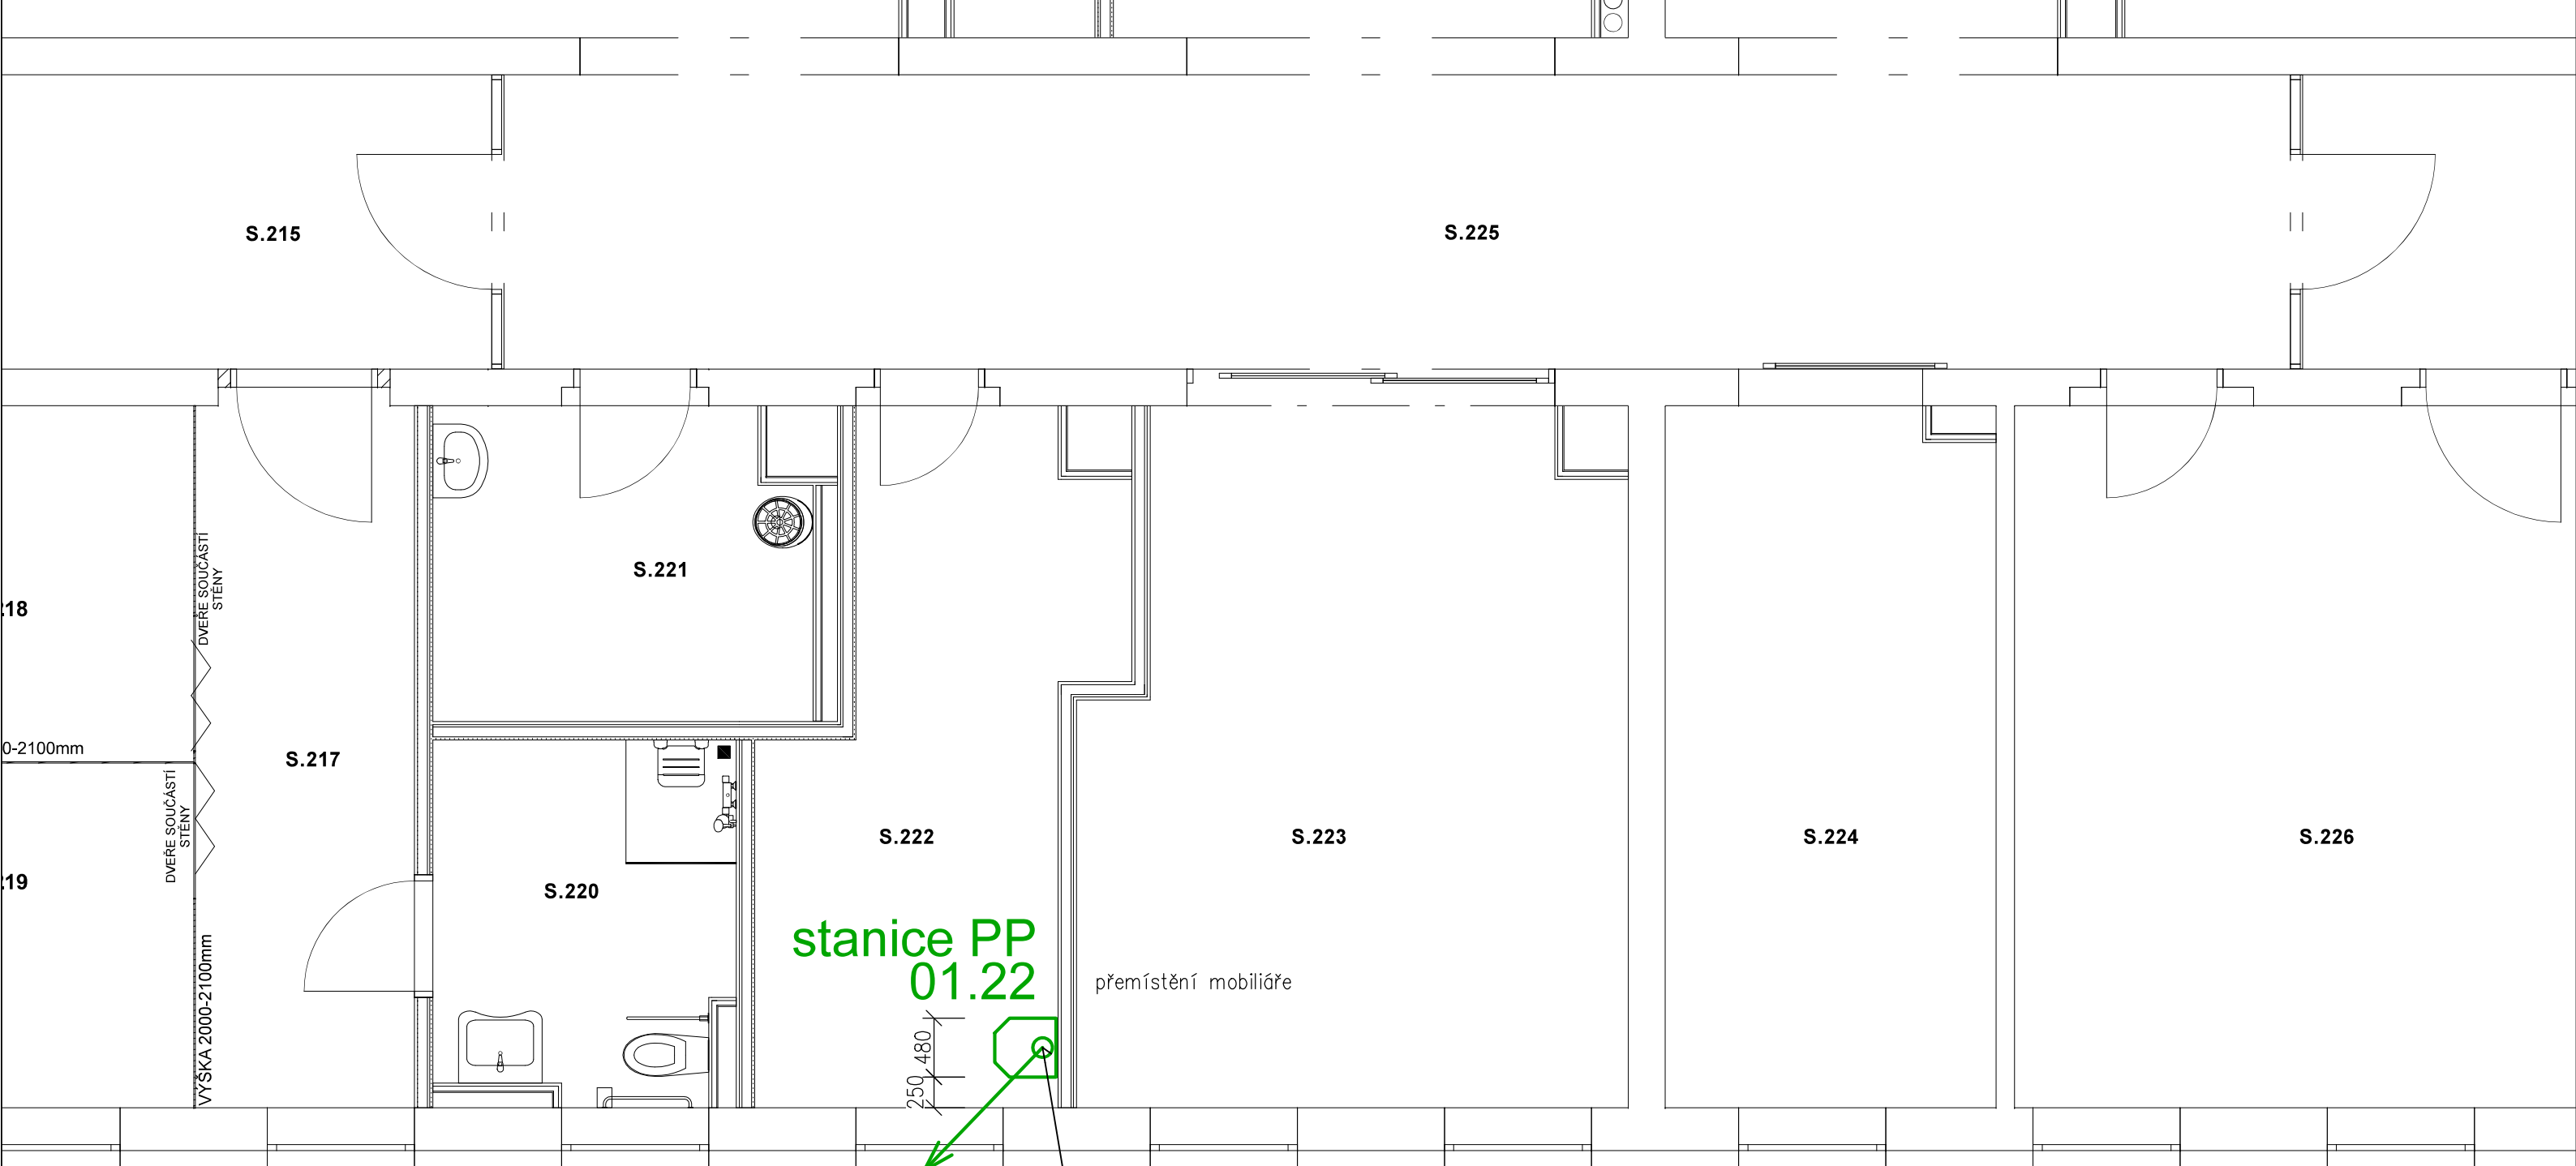 S.215
S.225
DVEŘE SOUČÁSTÍ
STĚNY
S.221
:18
0-2100mm
S.217
DVEŘE SOUČÁSTÍ
STĚNY
S.222
S.223
S.224
S.226
:19
S.220
stanice PP
01.22
přemístění mobiliáře
VÝŠKA 2000-2100mm
480
250